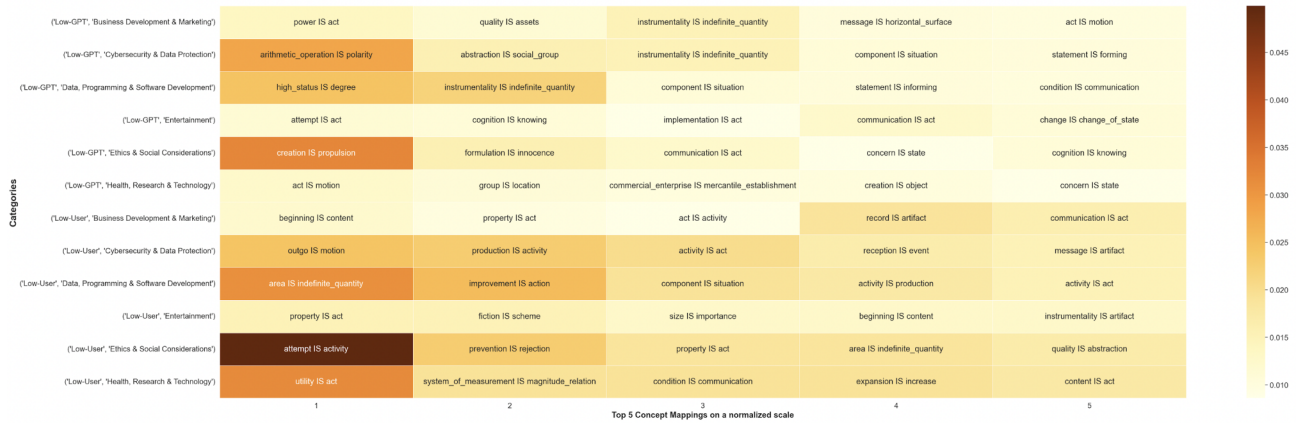 ('Low-GPT', 'Business Development & Marketing') power IS act quality IS assets instrumentality IS indefinite_quantity message IS horizontal_surface act IS motion
('Low-GPT', 'Cybersecurity & Data Protection') arithmetic_operation IS polarity abstraction IS social_group instrumentality IS indefinite_quantity component IS situation statement IS forming
('Low-GPT', 'Data, Programming & Software Development') high_status IS degree instrumentality IS indefinite_quantity component IS situation statement IS informing condition IS communication
('Low-GPT', 'Entertainment') attempt IS act cognition IS knowing implementation IS act communication IS act change IS change_of_state
('Low-GPT', 'Ethics & Social Considerations') creation IS propulsion formulation IS innocence communication IS act concern IS state cognition IS knowing
('Low-GPT', 'Health, Research & Technology') act IS motion group IS location commercial_enterprise IS mercantile_establishment creation IS object concern IS state
('Low-User', 'Business Development & Marketing') beginning IS content property IS act act IS activity record IS artifact communication IS act
('Low-User', 'Cybersecurity & Data Protection') outgo IS motion production IS activity activity IS act reception IS event message IS artifact
('Low-User', 'Data, Programming & Software Development') area IS indefinite_quantity improvement IS action component IS situation activity IS production activity IS act
('Low-User', 'Entertainment') property IS act fiction IS scheme size IS importance beginning IS content instrumentality IS artifact
('Low-User', 'Ethics & Social Considerations') attempt IS activity prevention IS rejection property IS act area IS indefinite_quantity quality IS abstraction
('Low-User', 'Health, Research & Technology') utility IS act system_of_measurement IS magnitude_relation condition IS communication expansion IS increase content IS act
1 2 3 4 5
Top 5 Concept Mappings on a normalized scale
Categories
0.045
0.040
0.035
0.030
0.025
0.020
0.015
0.010